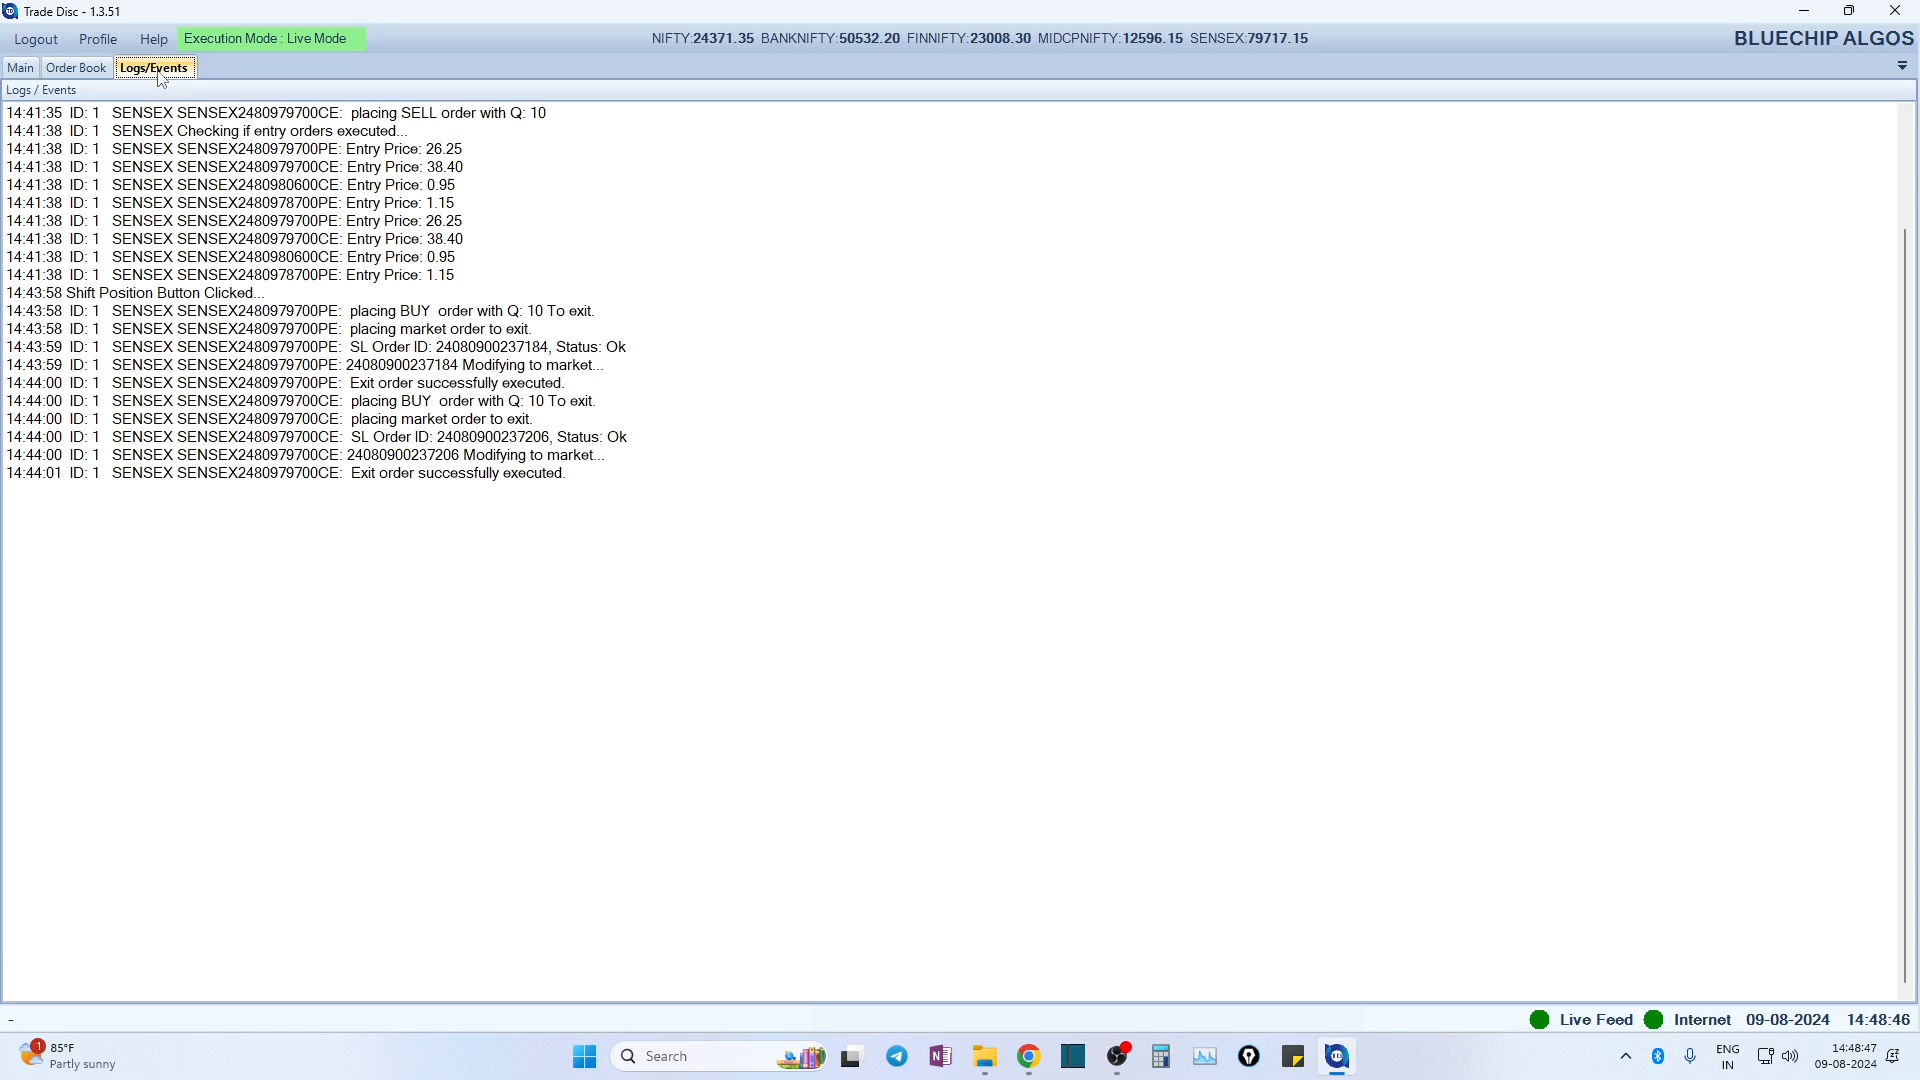 Trade Disc - 1.3.51
Logout Profile Help Execution Mode : Live Mode NIFTY:24371.35 BANKNIFTY:50532.20 FINNIFTY:23008.30 MIDCPNIFTY:12596.15 SENSEX:79717.15 BLUECHIP ALGOS
Main Order Book Logs/Events
Logs / Events
14:41:35 ID: 1 SENSEX SENSEX2480979700CE: placing SELL order with Q: 10
14:41:38 ID: 1 SENSEX Checking if entry orders executed...
14:41:38 ID: 1 SENSEX SENSEX2480979700PE: Entry Price: 26.25
14:41:38 ID: 1 SENSEX SENSEX2480979700CE: Entry Price: 38.40
14:41:38 ID: 1 SENSEX SENSEX2480980600CE: Entry Price: 0.95
14:41:38 ID: 1 SENSEX SENSEX2480978700PE: Entry Price: 1.15
14:41:38 ID: 1 SENSEX SENSEX2480979700PE: Entry Price: 26.25
14:41:38 ID: 1 SENSEX SENSEX2480979700CE: Entry Price: 38.40
14:41:38 ID: 1 SENSEX SENSEX2480980600CE: Entry Price: 0.95
14:41:38 ID: 1 SENSEX SENSEX2480978700PE: Entry Price: 1.15
14:43:58 Shift Position Button Clicked...
14:43:58 ID: 1 SENSEX SENSEX2480979700PE: placing BUY order with Q: 10 To exit.
14:43:58 ID: 1 SENSEX SENSEX2480979700PE: placing market order to exit.
14:43:59 ID: 1 SENSEX SENSEX2480979700PE: SL Order ID: 24080900237184, Status: Ok
14:43:59 ID: 1 SENSEX SENSEX2480979700PE: 24080900237184 Modifying to market...
14:44:00 ID: 1 SENSEX SENSEX2480979700PE: Exit order successfully executed.
14:44:00 ID: 1 SENSEX SENSEX2480979700CE: placing BUY order with Q: 10 To exit.
14:44:00 ID: 1 SENSEX SENSEX2480979700CE: placing market order to exit.
14:44:00 ID: 1 SENSEX SENSEX2480979700CE: SL Order ID: 24080900237206, Status: Ok
14:44:00 ID: 1 SENSEX SENSEX2480979700CE: 24080900237206 Modifying to market...
14:44:01 ID: 1 SENSEX SENSEX2480979700CE: Exit order successfully executed.
- Live Feed Internet 09-08-2024 14:48:46
1 85°F
Partly sunny
Search
ENG
IN
14:48:47
09-08-2024